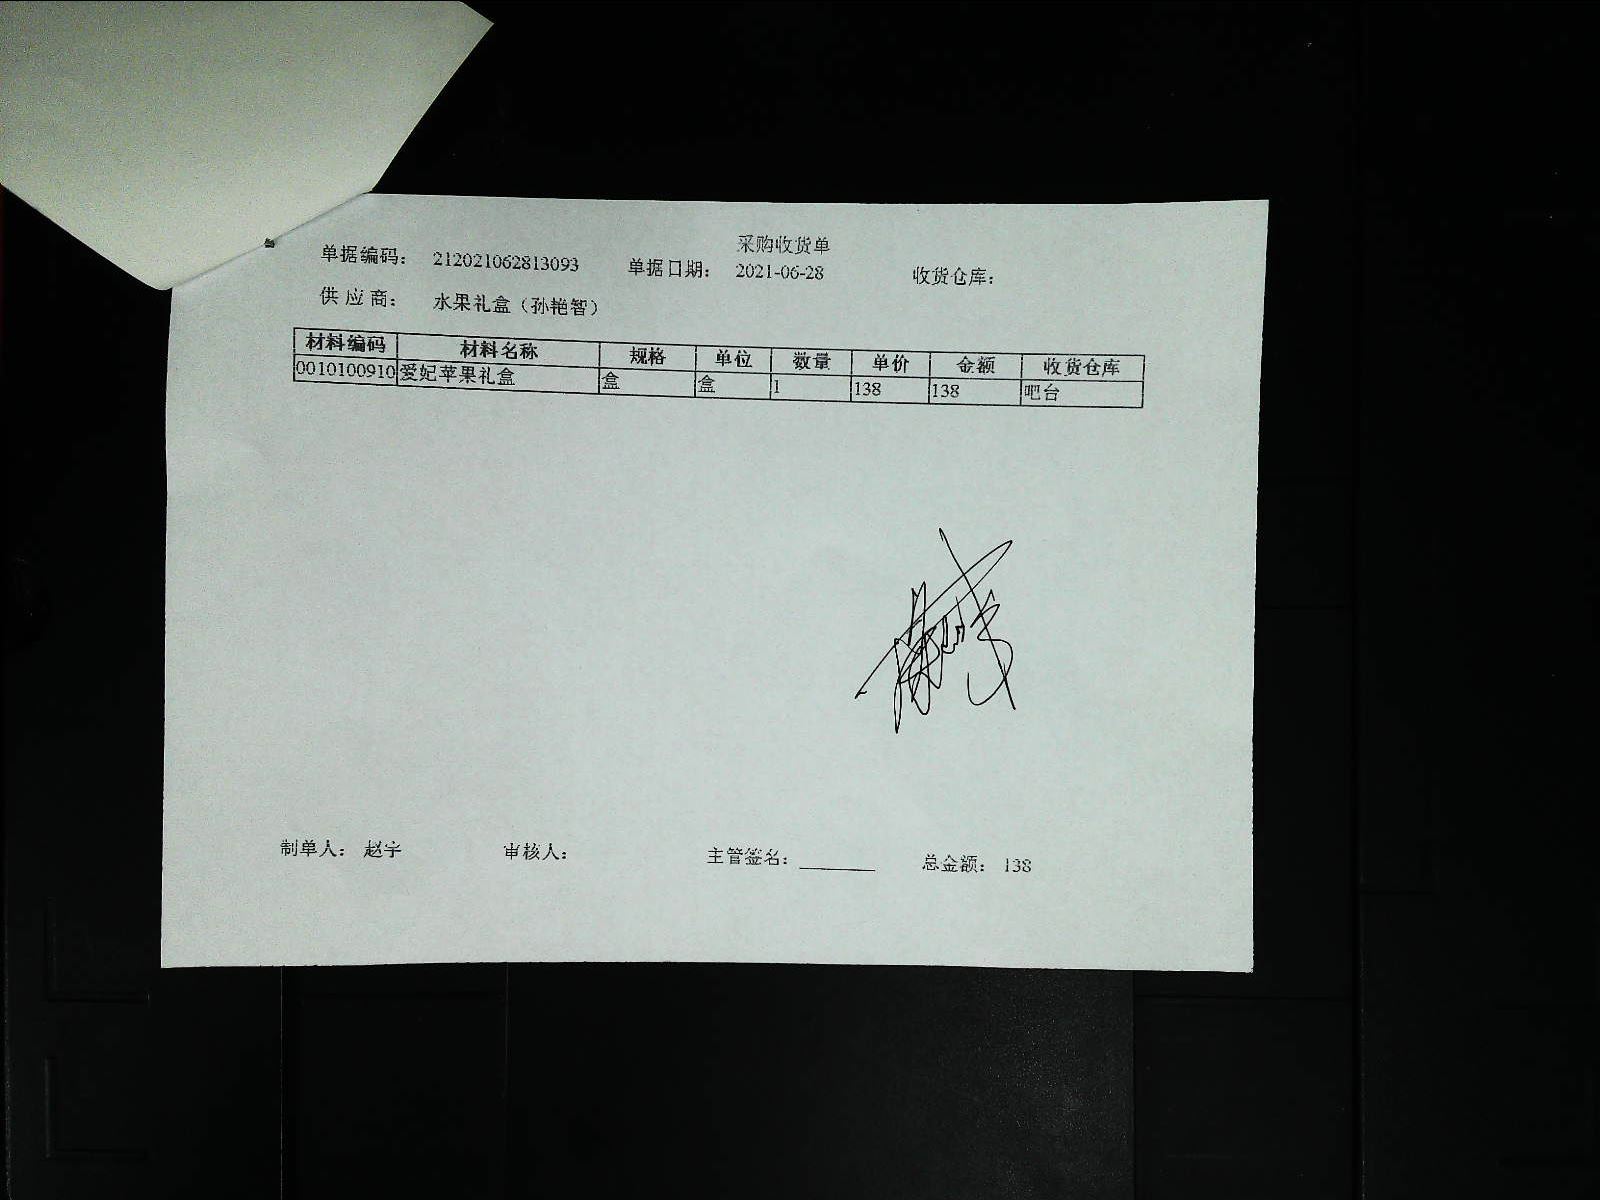 采购收货单
单据编码： 212021062813093 单据日期： 2021-06-28 收货仓库：
供 应 商： 水果礼盒（孙艳智）
材料编码 材料名称 规格 单位 数量 单价 金额 收货仓库
0010100910 爱妃苹果礼盒 盒 盒 1 138 138 吧台
制单人： 赵宇 审核人： 主管签名： 总金额： 138